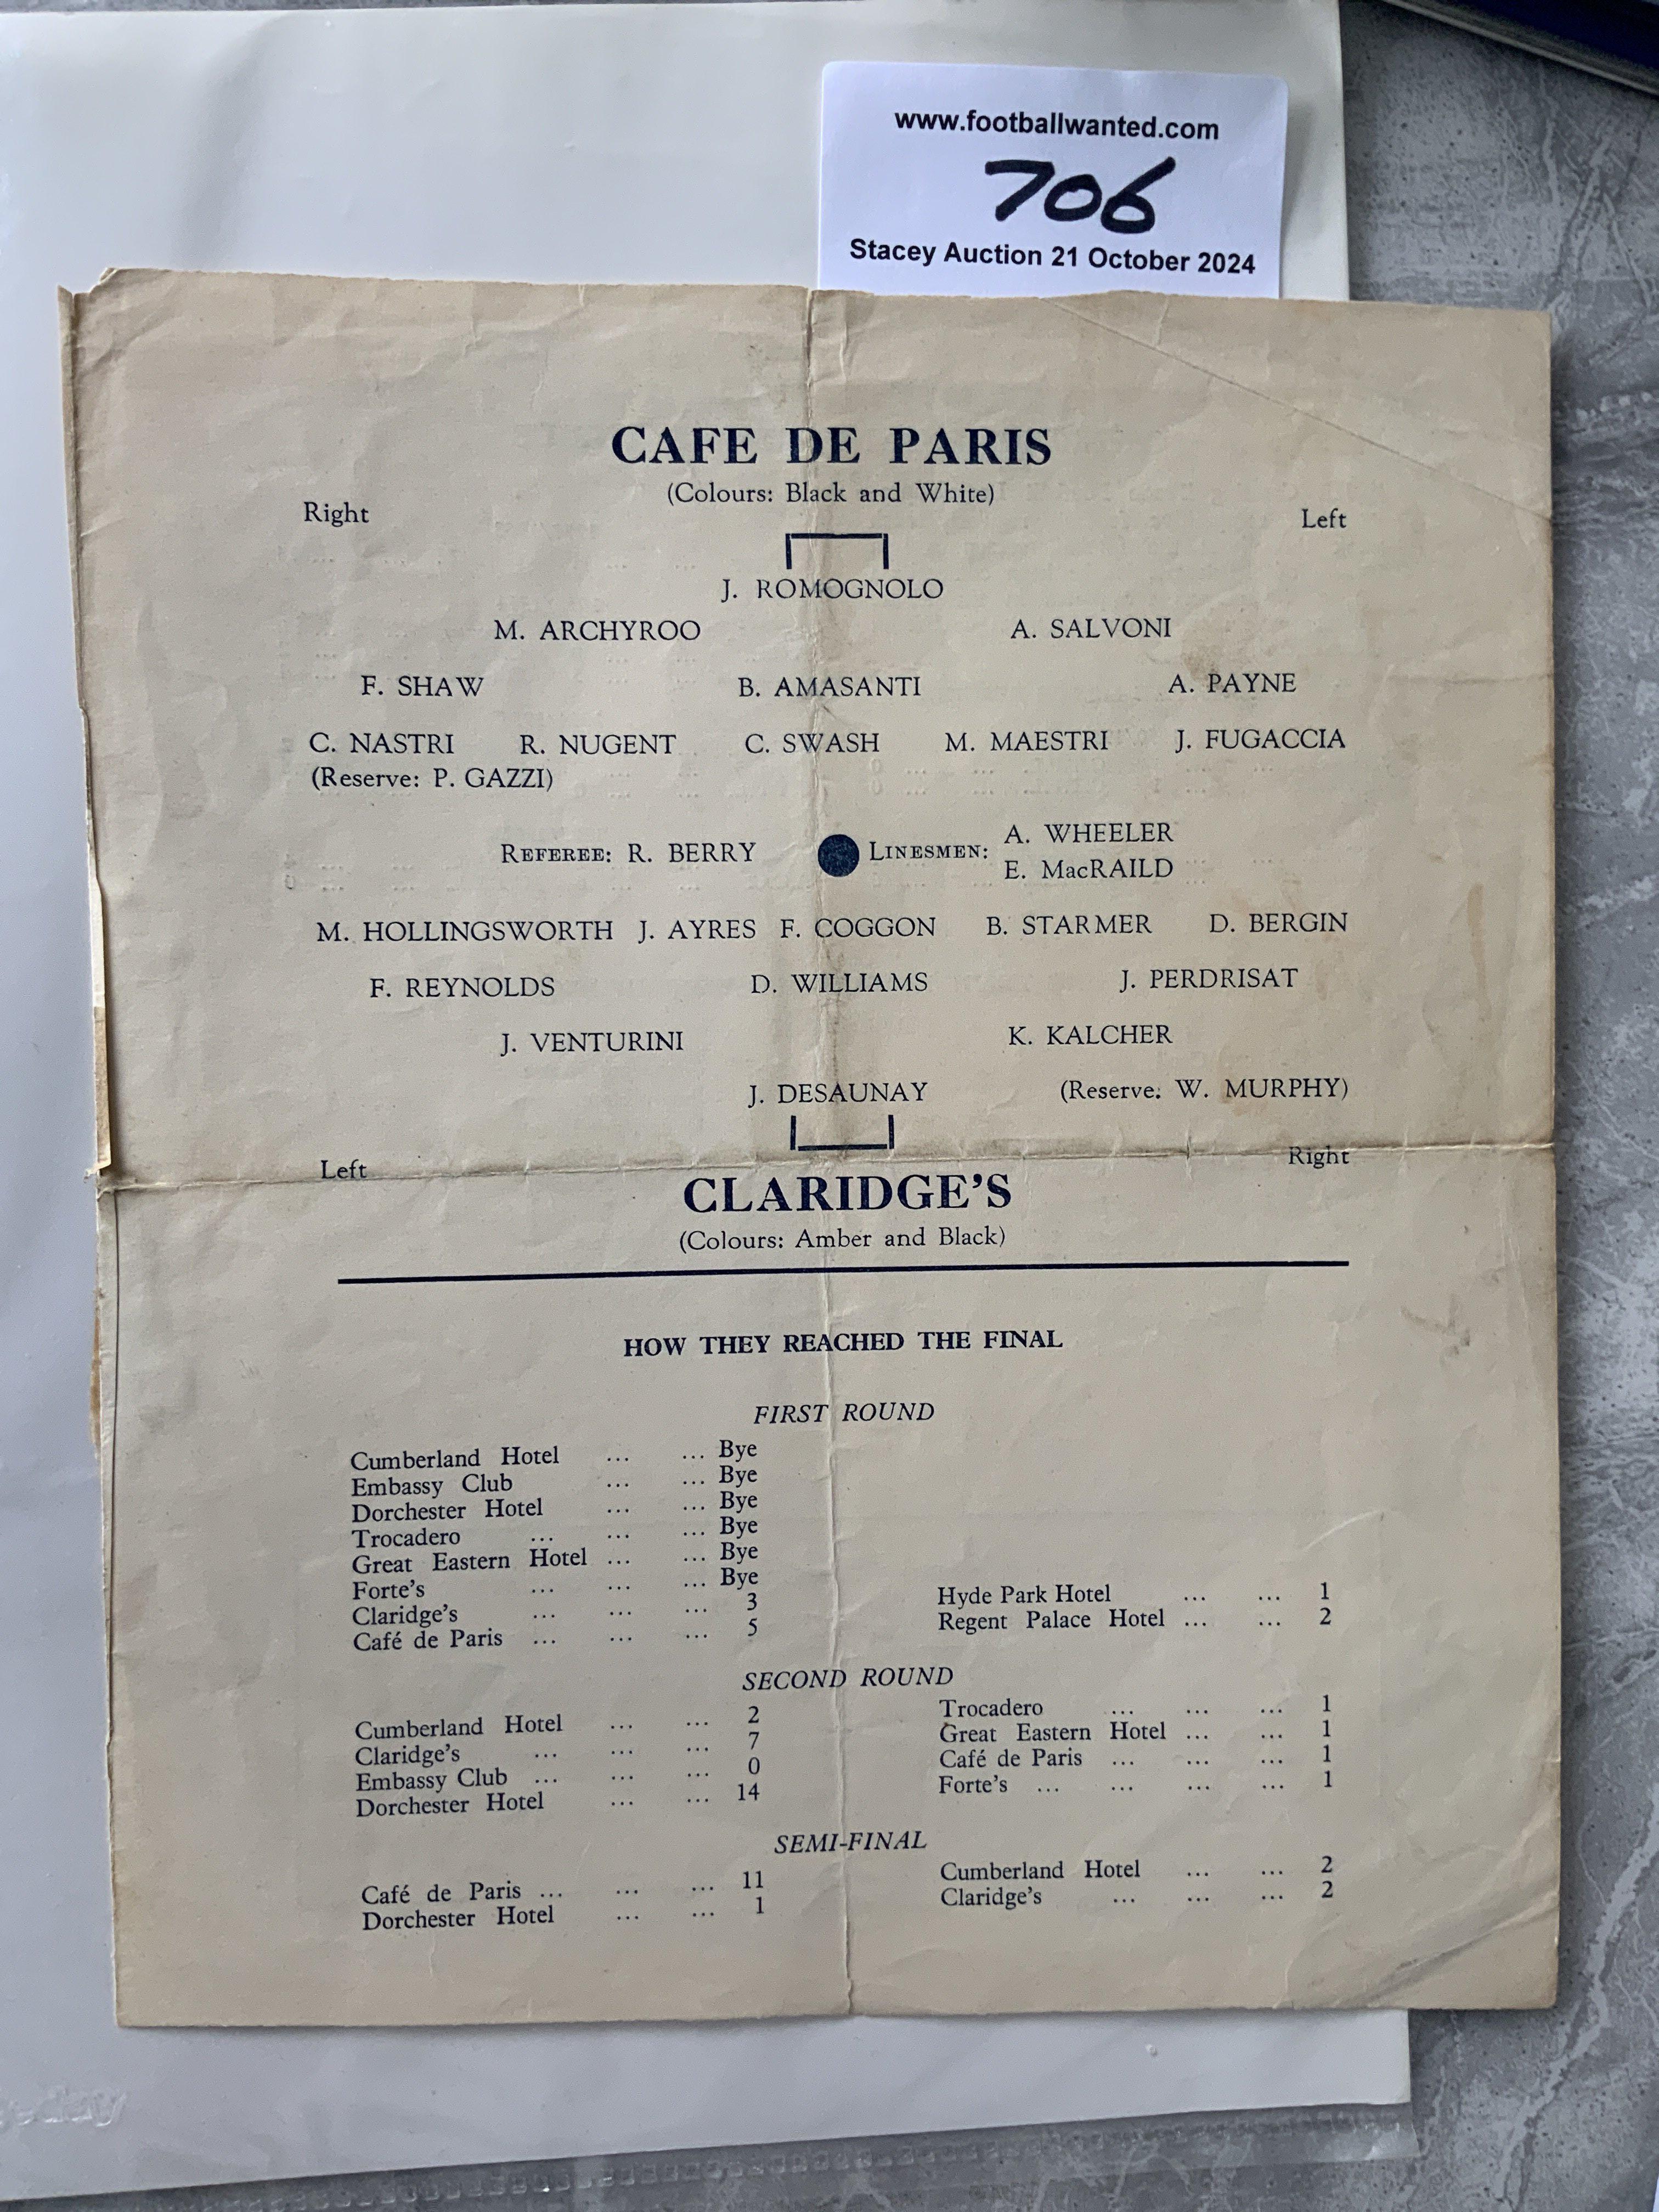 www.footballwanted.com
706
Stacey Auction 21 October 2024
CAFE DE PARIS
(Colours: Black and White)
Right Left
J. ROMOGNOLO
M. ARCHYROO A. SALVONI
F. SHAW B. AMASANTI A. PAYNE
C. NASTRI R. NUGENT C. SWASH M. MAESTRI J. FUGACCIA
(Reserve: P. GAZZI)
REFEREE: R. BERRY LINESMEN: A. WHEELER
E. MacRAILD
M. HOLLINGSWORTH J. AYRES F. COGGON B. STARMER D. BERGIN
F. REYNOLDS D. WILLIAMS J. PERDRISAT
J. VENTURINI K. KALCHER
J. DESAUNAY (Reserve: W. MURPHY)
Left Right
CLARIDGE'S
(Colours: Amber and Black)
HOW THEY REACHED THE FINAL
FIRST ROUND
Cumberland Hotel ... ... Bye
Embassy Club ... ... Bye
Dorchester Hotel ... ... Bye
Trocadero ... ... ... Bye
Great Eastern Hotel ... ... Bye
Forte's ... ... ... Bye
Claridge's ... ... ... 3 Hyde Park Hotel ... ... 1
Café de Paris ... ... ... 5 Regent Palace Hotel ... ... 2
SECOND ROUND
Cumberland Hotel ... ... 2 Trocadero ... ... ... 1
Claridge's ... ... ... 7 Great Eastern Hotel ... ... 1
Embassy Club ... ... ... 0 Café de Paris ... ... ... 1
Dorchester Hotel ... ... 14 Forte's ... ... ... ... 1
SEMI-FINAL
Café de Paris ... ... ... 11 Cumberland Hotel ... ... 2
Dorchester Hotel ... ... 1 Claridge's ... ... ... 2